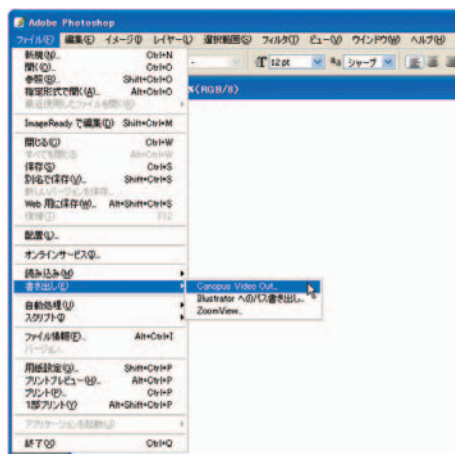 Adobe Photoshop
ファイル(F) 編集(E) イメージ(I) レイヤー(L) 選択範囲(S) フィルタ(T) ビュー(V) ウインドウ(W) ヘルプ(H)
新規(N)... Ctrl+N
開く(O)... Ctrl+O
12 pt シャープ
参照(B)... Shift+Ctrl+O
指定形式で開く(A)... Alt+Ctrl+O
%(RGB/8)
最近使用したファイルを開く(R)
ImageReady で編集(D) Shift+Ctrl+M
閉じる(C) Ctrl+W
すべてを閉じる Alt+Ctrl+W
保存(S) Ctrl+S
別名で保存(V)... Shift+Ctrl+S
新しいバージョンを保存...
Web 用に保存(W)... Alt+Shift+Ctrl+S
復帰(T) F12
配置(L)...
オンラインサービス(I)...
読み込み(M)
書き出し(E)
Canopus Video Out...
Illustrator へのパス書き出し...
ZoomView...
自動処理(U)
スクリプト(I)
ファイル情報(F)... Alt+Ctrl+I
バージョン...
用紙設定(G)... Shift+Ctrl+P
プリントプレビュー(H)... Alt+Ctrl+P
プリント(P)... Ctrl+P
1部プリント(Y) Alt+Shift+Ctrl+P
アプリケーションを起動(J)
終了(X) Ctrl+Q